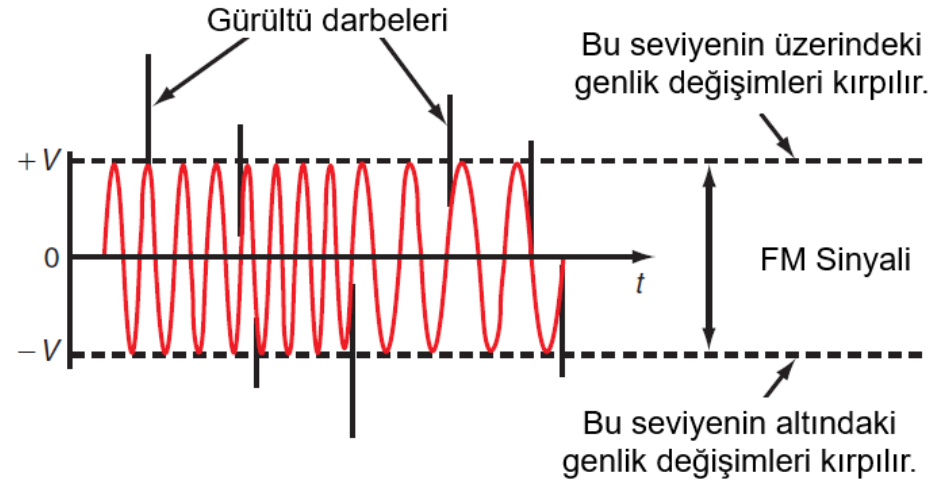 Gürültü darbeleri
Bu seviyenin üzerindeki
genlik değişimleri kırpılır.
+V
0
t
FM Sinyali
−V
Bu seviyenin altındaki
genlik değişimleri kırpılır.